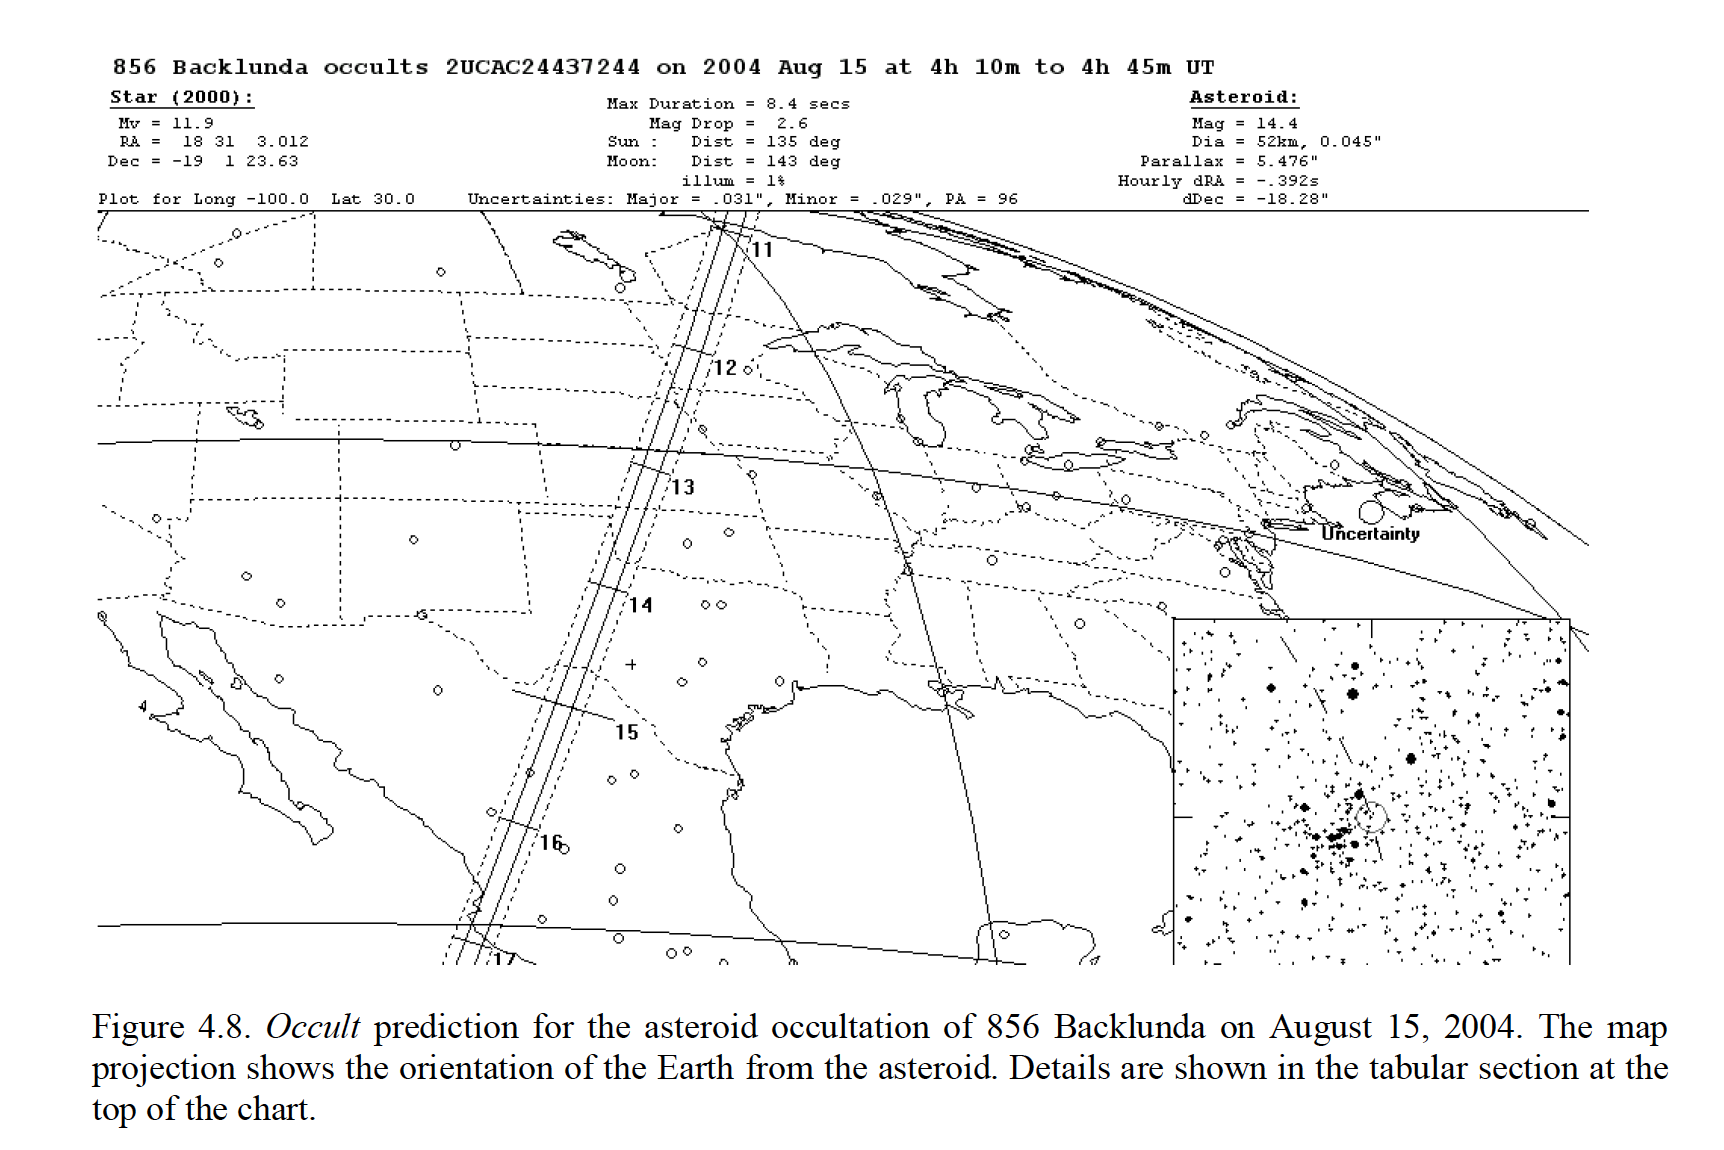 856 Backlunda occults 2UCAC24437244 on 2004 Aug 15 at 4h 10m to 4h 45m UT
Star (2000):
Mv = 11.9
RA = 18 31 3.012
Dec = -19 1 23.63
Max Duration = 8.4 secs
Mag Drop = 2.6
Sun : Dist = 135 deg
Moon: Dist = 143 deg
illum = 1%
Asteroid:
Mag = 14.4
Dia = 52km, 0.045"
Parallax = 5.476"
Hourly dRA = -.392s
dDec = -18.28"
Plot for Long -100.0 Lat 30.0
Uncertainties: Major = .031", Minor = .029", PA = 96
11
12
13
Uncertainty
14
15
16
17
Figure 4.8. Occult prediction for the asteroid occultation of 856 Backlunda on August 15, 2004. The map
projection shows the orientation of the Earth from the asteroid. Details are shown in the tabular section at the
top of the chart.